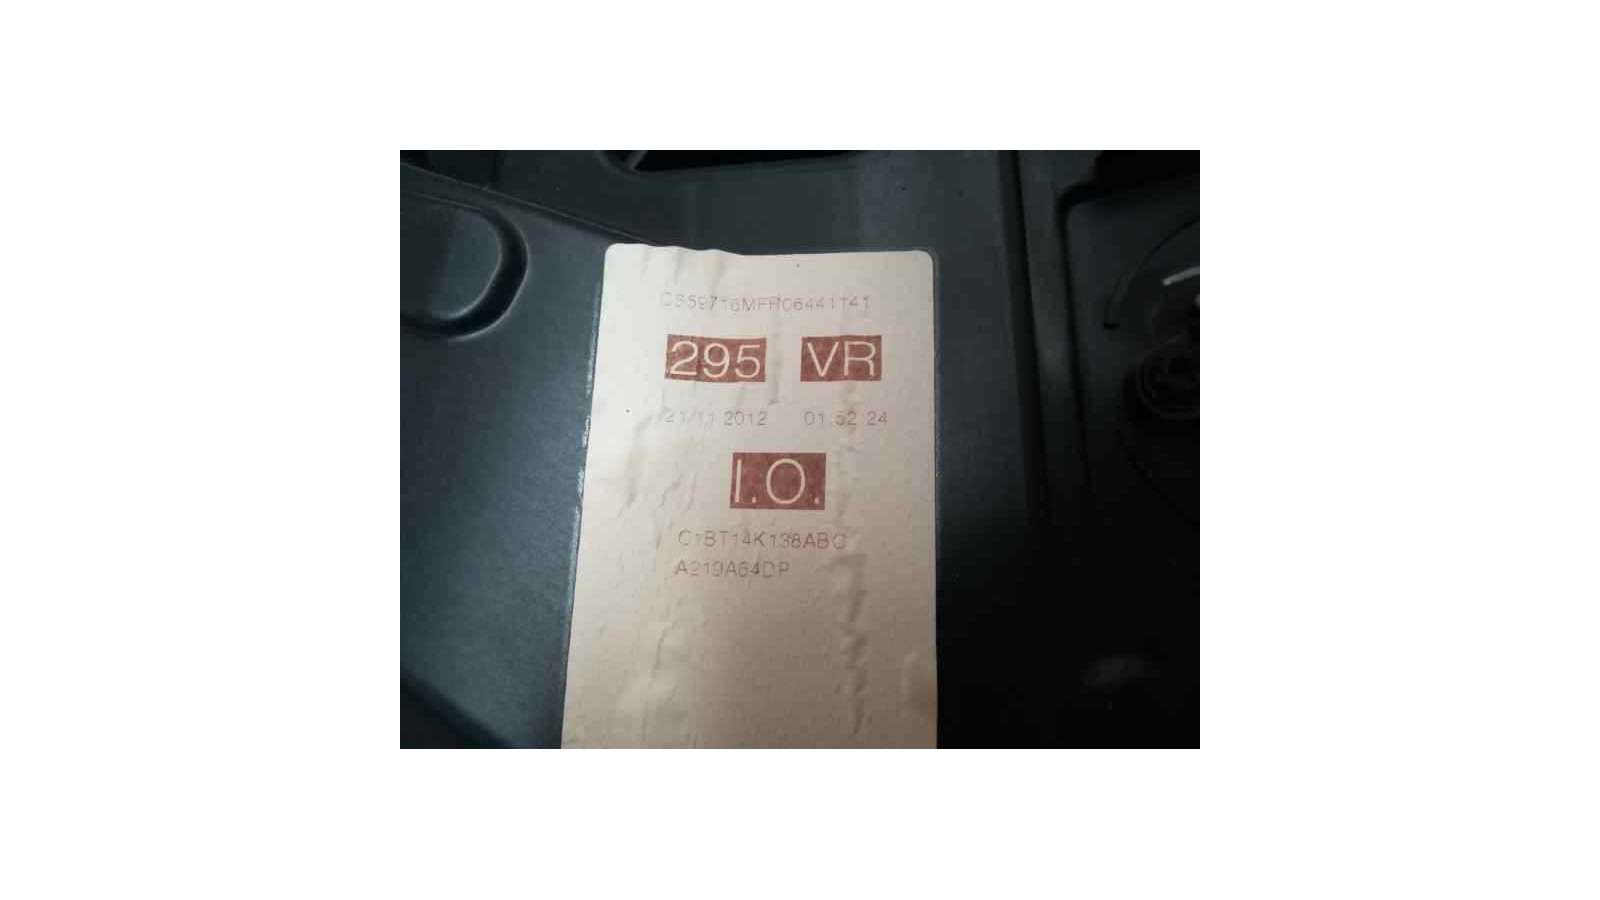 CS59716MFR06441141
295 VR
21/11 2012 01:52:24
I.O.
C1BT14K138ABC
A219A64DP